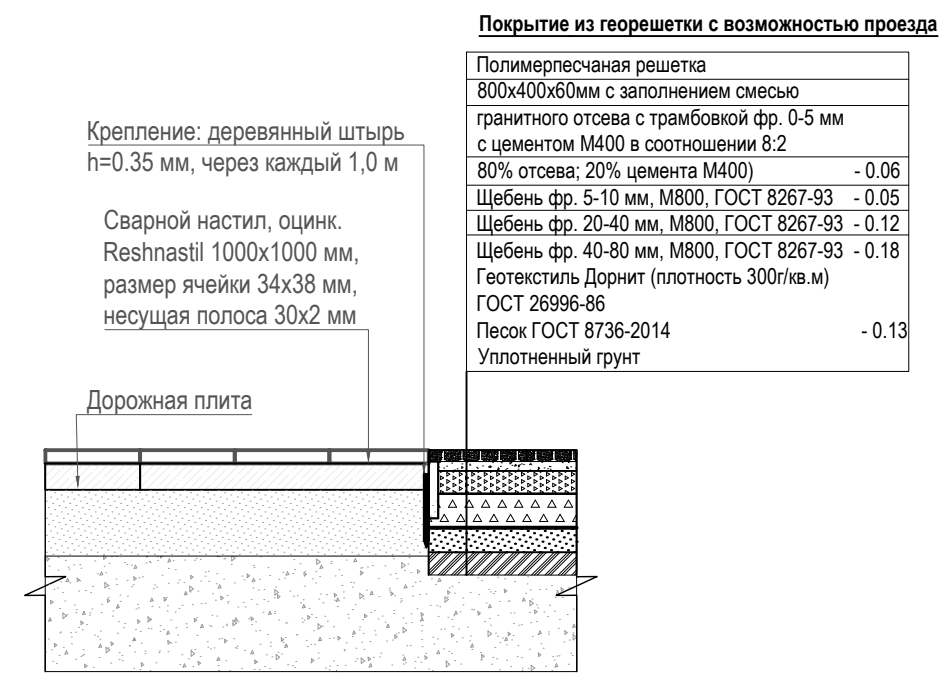 Покрытие из георешетки с возможностью проезда
Полимерпесчаная решетка
800х400х60мм с заполнением смесью
гранитного отсева с трамбовкой фр. 0-5 мм
с цементом М400 в соотношении 8:2
80% отсева; 20% цемента М400) - 0.06
Щебень фр. 5-10 мм, М800, ГОСТ 8267-93 - 0.05
Щебень фр. 20-40 мм, М800, ГОСТ 8267-93 - 0.12
Щебень фр. 40-80 мм, М800, ГОСТ 8267-93 - 0.18
Геотекстиль Дорнит (плотность 300г/кв.м)
ГОСТ 26996-86
Песок ГОСТ 8736-2014 - 0.13
Уплотненный грунт
Крепление: деревянный штырь
h=0.35 мм, через каждый 1,0 м
Сварной настил, оцинк.
Reshnastil 1000х1000 мм,
размер ячейки 34х38 мм,
несущая полоса 30х2 мм
Дорожная плита